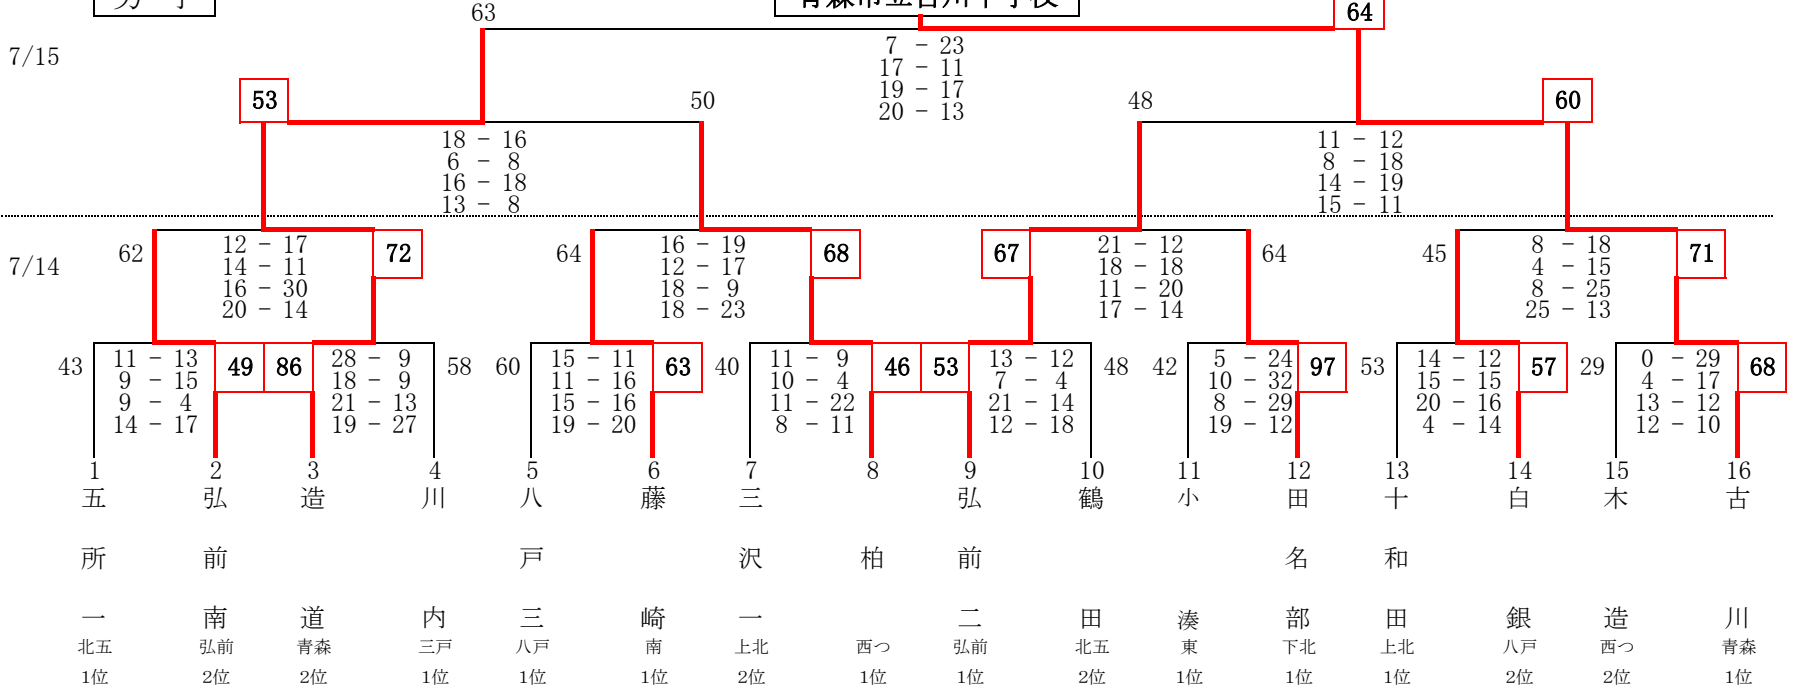 男子
63
青森市立古川中学校
64
7/15
7 - 23
17 - 11
19 - 17
20 - 13
53
50
48
60
18 - 16
6 - 8
16 - 18
13 - 8
11 - 12
8 - 18
14 - 19
15 - 11
7/14
62
12 - 17
14 - 11
16 - 30
20 - 14
72
64
16 - 19
12 - 17
18 - 9
18 - 23
68
67
21 - 12
18 - 18
11 - 20
17 - 14
64
45
8 - 18
4 - 15
8 - 25
25 - 13
71
43
11 - 13
9 - 15
9 - 4
14 - 17
49
86
28 - 9
18 - 9
21 - 13
19 - 27
58
60
15 - 11
11 - 16
15 - 16
19 - 20
63
40
11 - 9
10 - 4
11 - 22
8 - 11
46
53
13 - 12
7 - 4
21 - 14
12 - 18
48
42
5 - 24
10 - 32
8 - 29
19 - 12
97
53
14 - 12
15 - 15
20 - 16
4 - 14
57
29
0 - 29
4 - 17
13 - 12
12 - 10
68
1 2 3 4 5 6 7 8 9 10 11 12 13 14 15 16
五所一
弘前南
造道
川内
八戸三
藤崎
三沢一
柏
弘前二
鶴田
小湊
田名部
十和田
白銀
木造
古川
北五 弘前 青森 三戸 八戸 南 上北 西つ 弘前 北五 東 下北 上北 八戸 西つ 青森
1位 2位 2位 1位 1位 1位 2位 1位 1位 2位 1位 1位 1位 2位 2位 1位